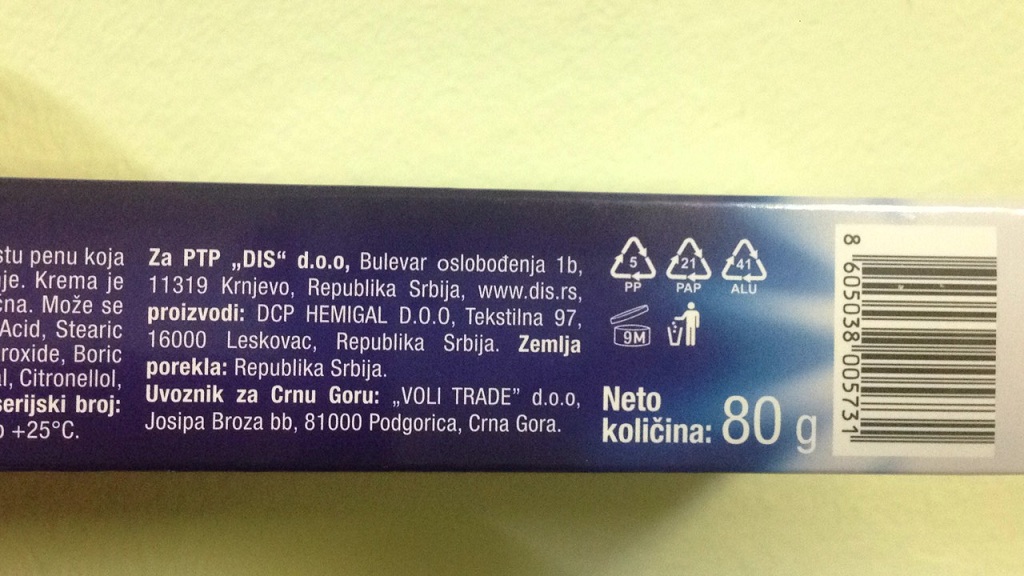 stu penu koja
je. Krema je
čna. Može se
Acid, Stearic
roxide, Boric
al, Citronellol,
serijski broj:
+25°C.
Za PTP „DIS“ d.o.o, Bulevar oslobođenja 1b,
11319 Krnjevo, Republika Srbija, www.dis.rs,
proizvodi: DCP HEMIGAL D.O.O, Tekstilna 97,
16000 Leskovac, Republika Srbija. Zemlja
porekla: Republika Srbija.
Uvoznik za Crnu Goru: „VOLI TRADE” d.o.o,
Josipa Broza bb, 81000 Podgorica, Crna Gora.
5 21 41
PP PAP ALU
9M
Neto
količina: 80 g
8 605038 005731